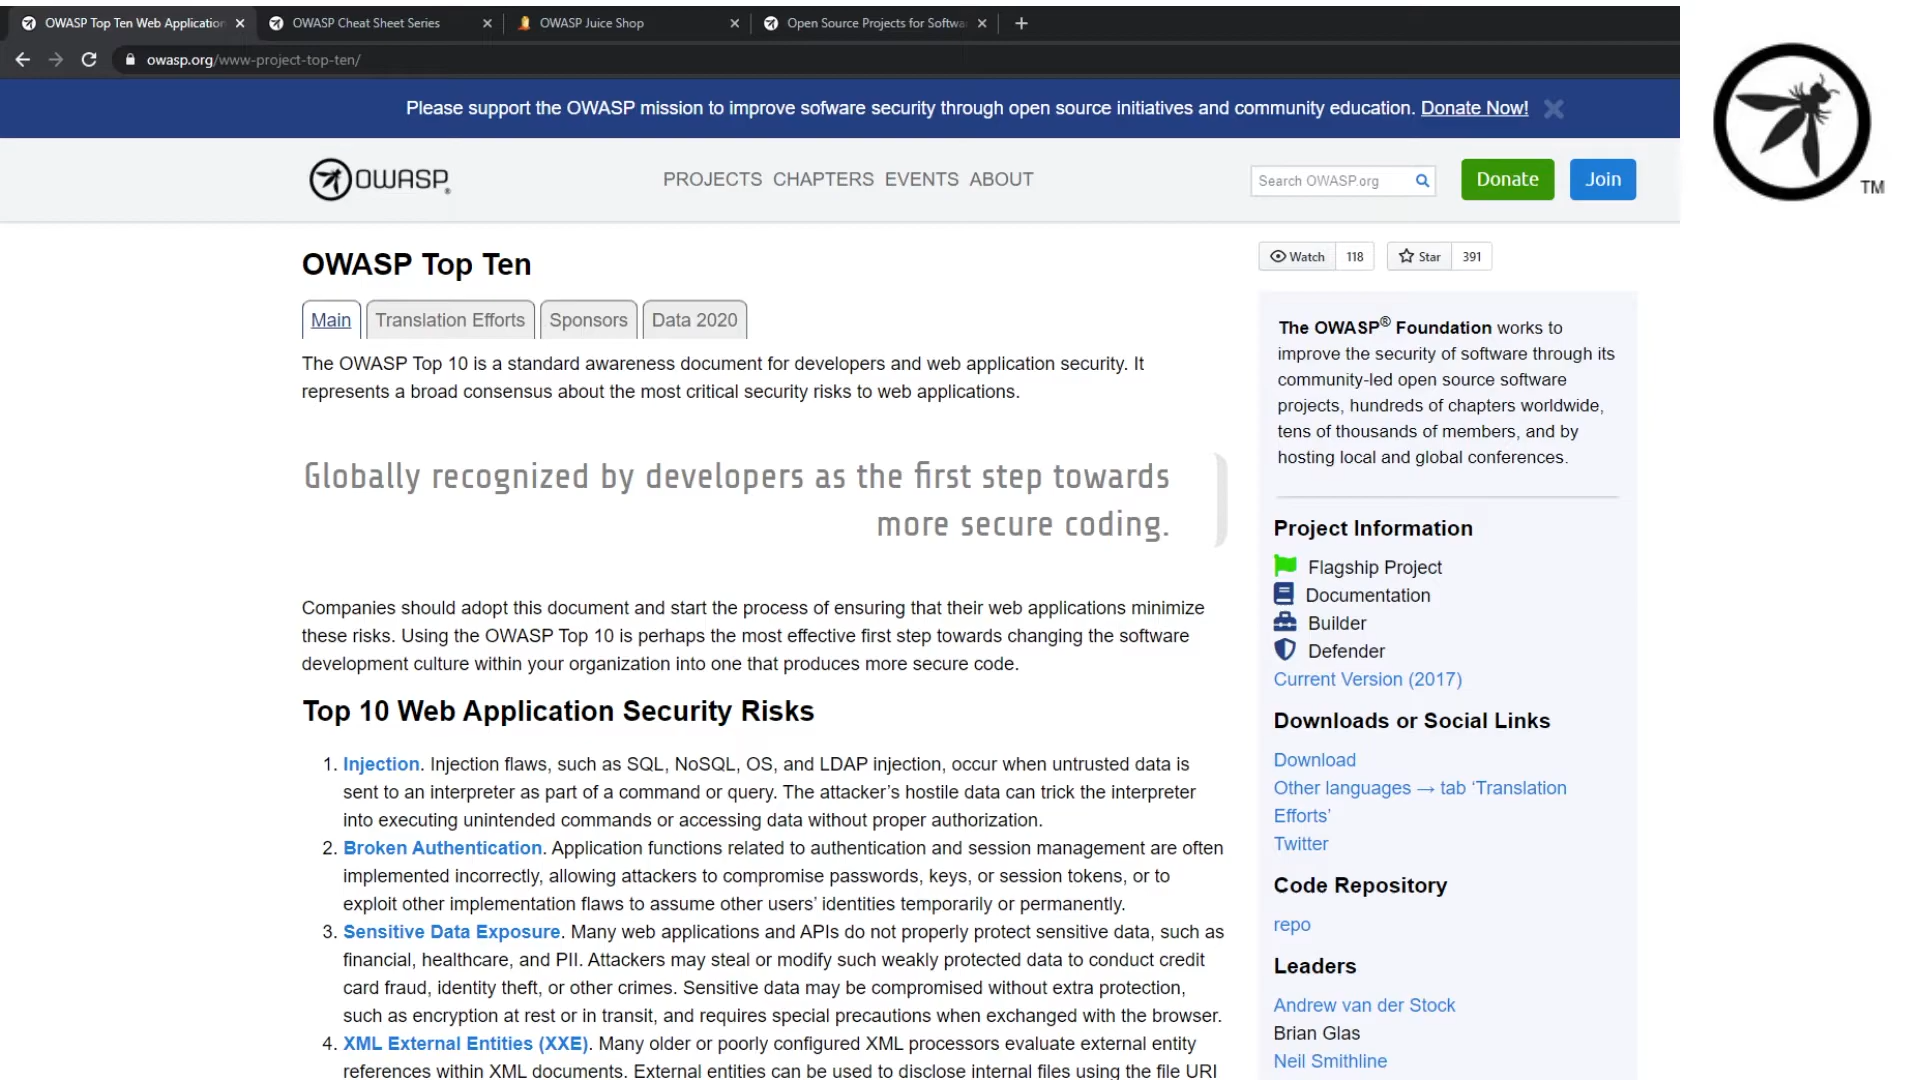 OWASP Top Ten Web Application
OWASP Cheat Sheet Series
OWASP Juice Shop
Open Source Projects for Softwa
owasp.org/www-project-top-ten/
Please support the OWASP mission to improve sofware security through open source initiatives and community education. Donate Now!
OWASP
PROJECTS CHAPTERS EVENTS ABOUT
Search OWASP.org
Donate
Join
TM
OWASP Top Ten
Main
Translation Efforts
Sponsors
Data 2020
The OWASP Top 10 is a standard awareness document for developers and web application security. It
represents a broad consensus about the most critical security risks to web applications.
Globally recognized by developers as the first step towards
more secure coding.
Companies should adopt this document and start the process of ensuring that their web applications minimize
these risks. Using the OWASP Top 10 is perhaps the most effective first step towards changing the software
development culture within your organization into one that produces more secure code.
Top 10 Web Application Security Risks
1. Injection. Injection flaws, such as SQL, NoSQL, OS, and LDAP injection, occur when untrusted data is
sent to an interpreter as part of a command or query. The attacker’s hostile data can trick the interpreter
into executing unintended commands or accessing data without proper authorization.
2. Broken Authentication. Application functions related to authentication and session management are often
implemented incorrectly, allowing attackers to compromise passwords, keys, or session tokens, or to
exploit other implementation flaws to assume other users’ identities temporarily or permanently.
3. Sensitive Data Exposure. Many web applications and APIs do not properly protect sensitive data, such as
financial, healthcare, and PII. Attackers may steal or modify such weakly protected data to conduct credit
card fraud, identity theft, or other crimes. Sensitive data may be compromised without extra protection,
such as encryption at rest or in transit, and requires special precautions when exchanged with the browser.
4. XML External Entities (XXE). Many older or poorly configured XML processors evaluate external entity
references within XML documents. External entities can be used to disclose internal files using the file URI
Watch 118
Star 391
The OWASP® Foundation works to
improve the security of software through its
community-led open source software
projects, hundreds of chapters worldwide,
tens of thousands of members, and by
hosting local and global conferences.
Project Information
Flagship Project
Documentation
Builder
Defender
Current Version (2017)
Downloads or Social Links
Download
Other languages → tab ‘Translation
Efforts’
Twitter
Code Repository
repo
Leaders
Andrew van der Stock
Brian Glas
Neil Smithline